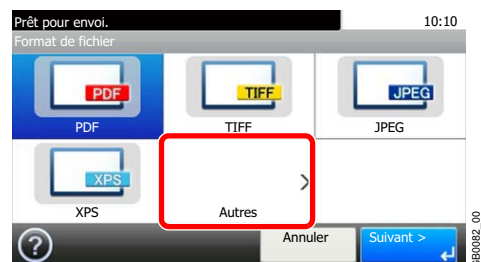 Prêt pour envoi. 10:10
Format de fichier
PDF TIFF JPEG
PDF TIFF JPEG
XPS
XPS Autres
? Annuler Suivant >
GB0082_00